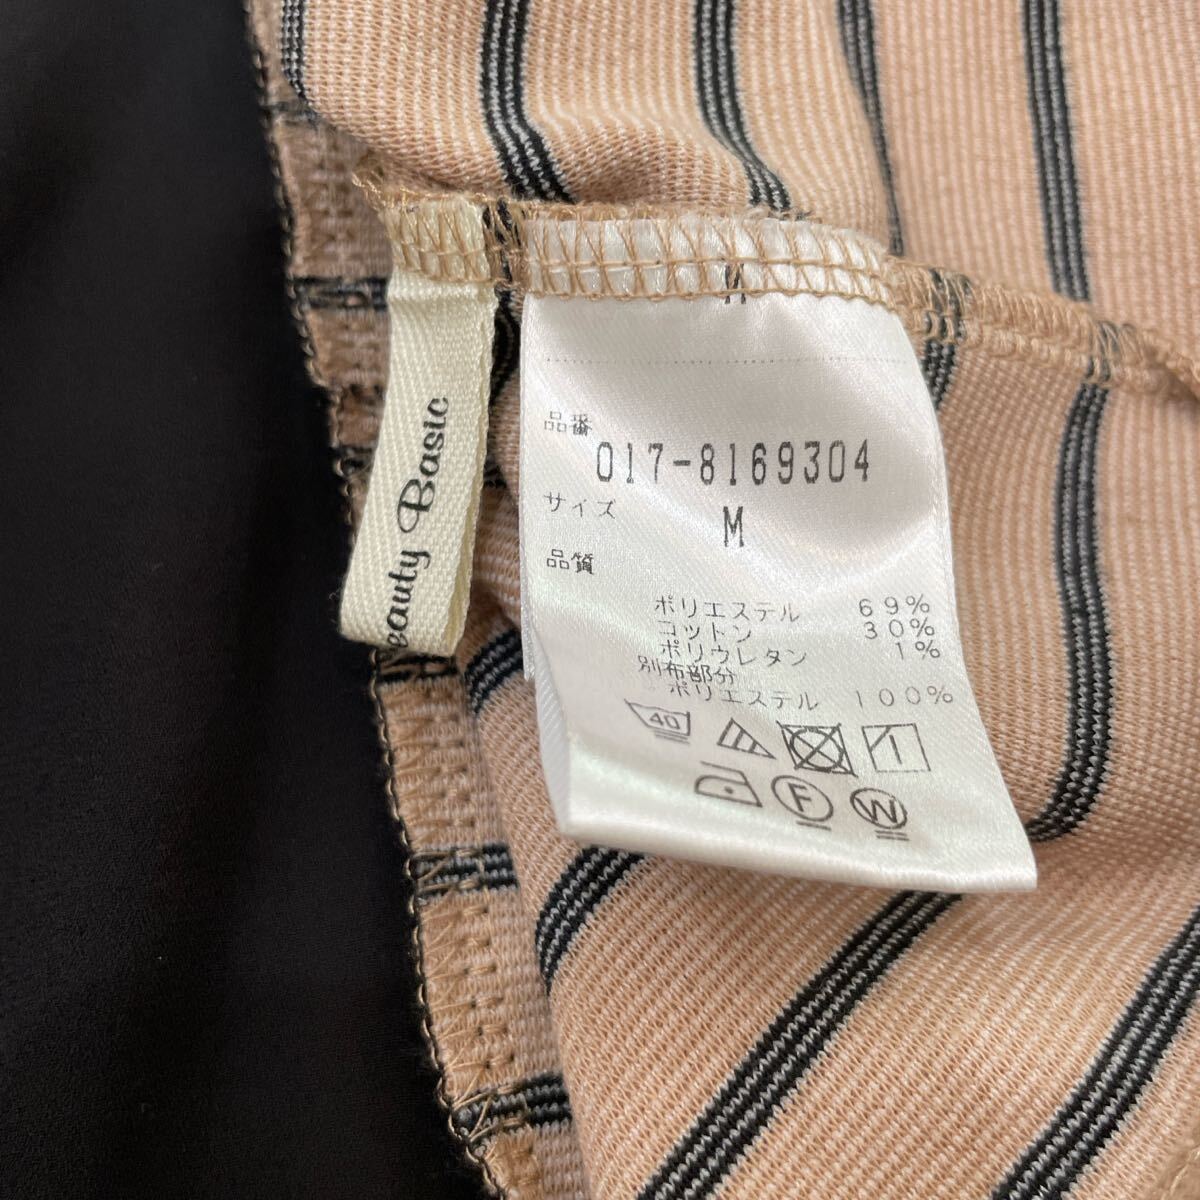 eauty Basic
品番
017-8169304
サイズ
M
品質
ポリエステル 69%
コットン 30%
ポリウレタン 1%
別布部分
ポリエステル 100%
40
F
W